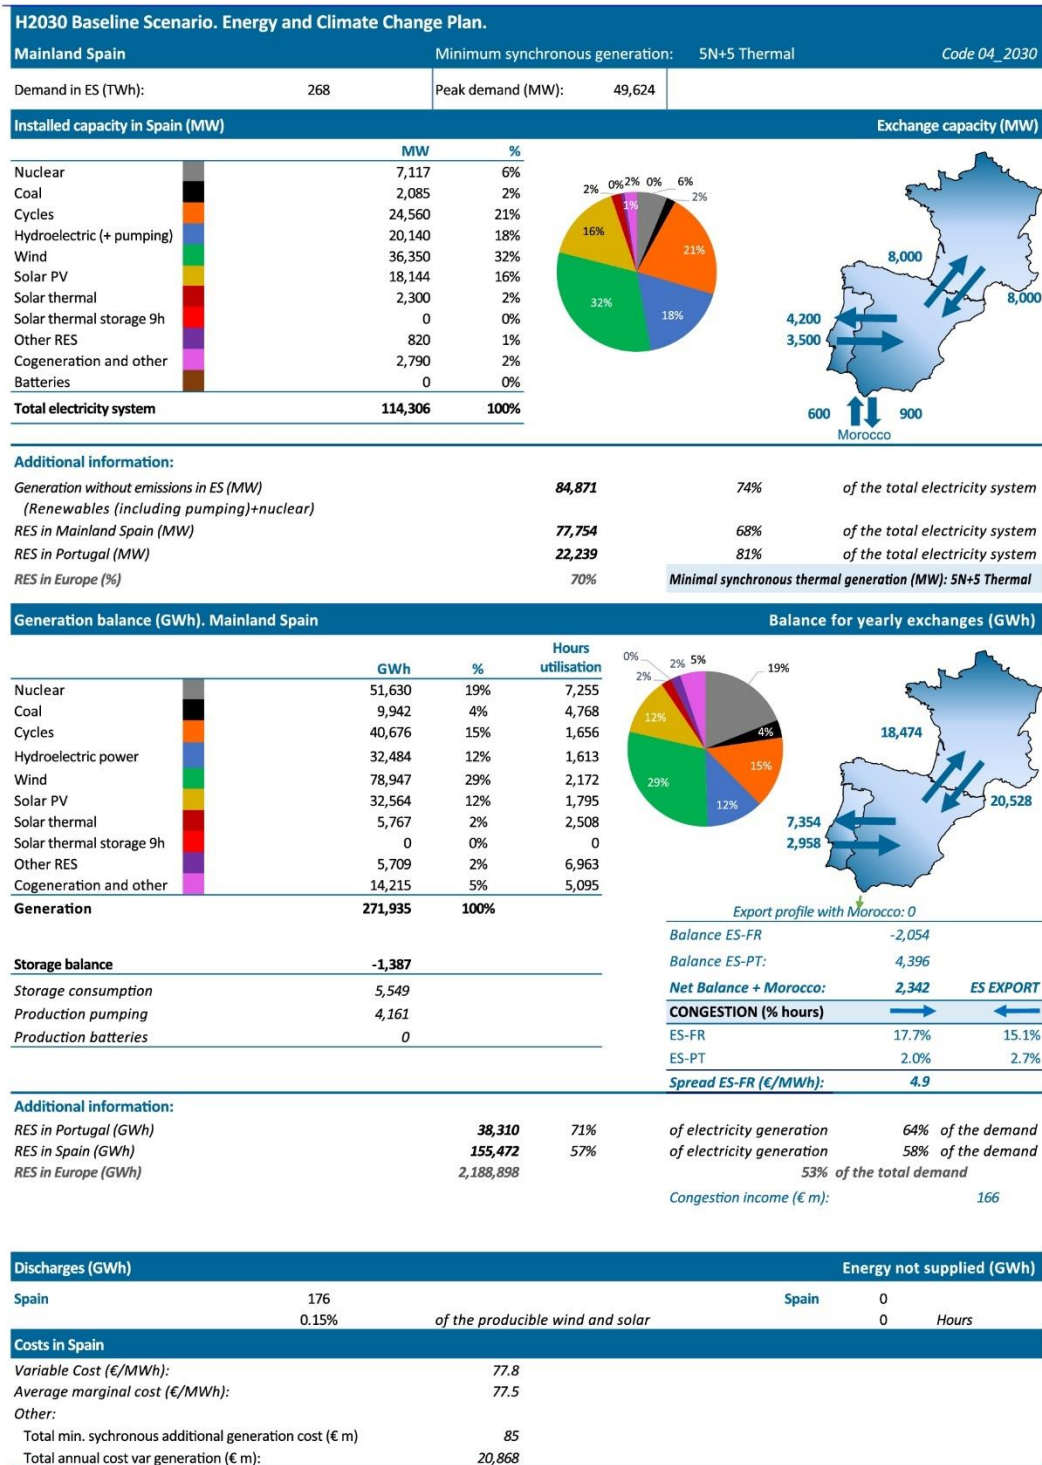 H2030 Baseline Scenario. Energy and Climate Change Plan.
Mainland Spain Minimum synchronous generation: 5N+5 Thermal Code 04_2030
Demand in ES (TWh): 268 Peak demand (MW): 49,624
Installed capacity in Spain (MW) Exchange capacity (MW)
MW %
Nuclear 7,117 6%
Coal 2,085 2%
Cycles 24,560 21%
Hydroelectric (+ pumping) 20,140 18%
Wind 36,350 32%
Solar PV 18,144 16%
Solar thermal 2,300 2%
Solar thermal storage 9h 0 0%
Other RES 820 1%
Cogeneration and other 2,790 2%
Batteries 0 0%
Total electricity system 114,306 100%
2% 0% 2% 0% 6%
1% 2%
16% 21%
32% 18%
8,000
8,000
4,200
3,500
600 900
Morocco
Additional information:
Generation without emissions in ES (MW) 84,871 74% of the total electricity system
(Renewables (including pumping)+nuclear)
RES in Mainland Spain (MW) 77,754 68% of the total electricity system
RES in Portugal (MW) 22,239 81% of the total electricity system
RES in Europe (%) 70% Minimal synchronous thermal generation (MW): 5N+5 Thermal
Generation balance (GWh). Mainland Spain Balance for yearly exchanges (GWh)
Hours
GWh % utilisation
Nuclear 51,630 19% 7,255
Coal 9,942 4% 4,768
Cycles 40,676 15% 1,656
Hydroelectric power 32,484 12% 1,613
Wind 78,947 29% 2,172
Solar PV 32,564 12% 1,795
Solar thermal 5,767 2% 2,508
Solar thermal storage 9h 0 0% 0
Other RES 5,709 2% 6,963
Cogeneration and other 14,215 5% 5,095
Generation 271,935 100%
0% 2% 5% 19%
2%
12% 4%
15%
29% 12%
18,474
20,528
7,354
2,958
Export profile with Morocco: 0
Balance ES-FR -2,054
Balance ES-PT: 4,396
Net Balance + Morocco: 2,342 ES EXPORT
CONGESTION (% hours)
ES-FR 17.7% 15.1%
ES-PT 2.0% 2.7%
Spread ES-FR (€/MWh): 4.9
Storage balance -1,387
Storage consumption 5,549
Production pumping 4,161
Production batteries 0
Additional information:
RES in Portugal (GWh) 38,310 71% of electricity generation 64% of the demand
RES in Spain (GWh) 155,472 57% of electricity generation 58% of the demand
RES in Europe (GWh) 2,188,898 53% of the total demand
Congestion income (€ m): 166
Discharges (GWh) Energy not supplied (GWh)
Spain 176 Spain 0
0.15% of the producible wind and solar 0 Hours
Costs in Spain
Variable Cost (€/MWh): 77.8
Average marginal cost (€/MWh): 77.5
Other:
Total min. sychronous additional generation cost (€ m) 85
Total annual cost var generation (€ m): 20,868